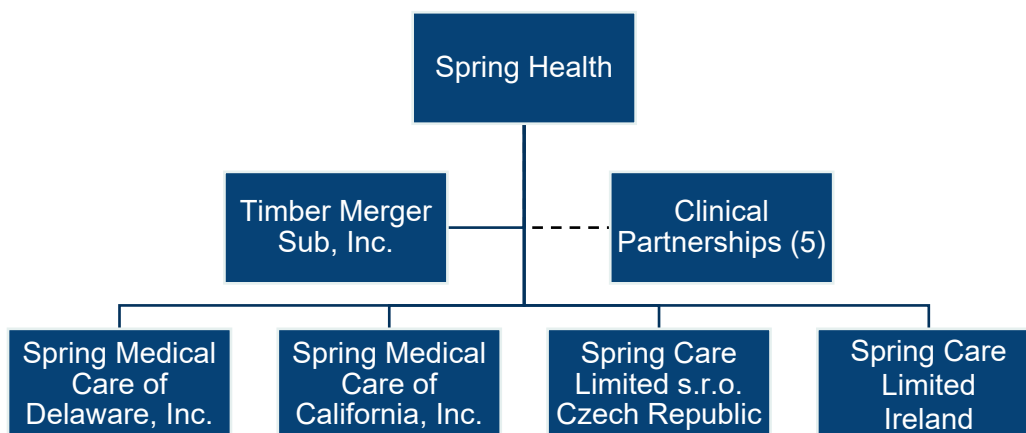 Spring Health
Timber Merger
Sub, Inc.
Clinical
Partnerships (5)
Spring Medical
Care of
Delaware, Inc.
Spring Medical
Care of
California, Inc.
Spring Care
Limited s.r.o.
Czech Republic
Spring Care
Limited
Ireland